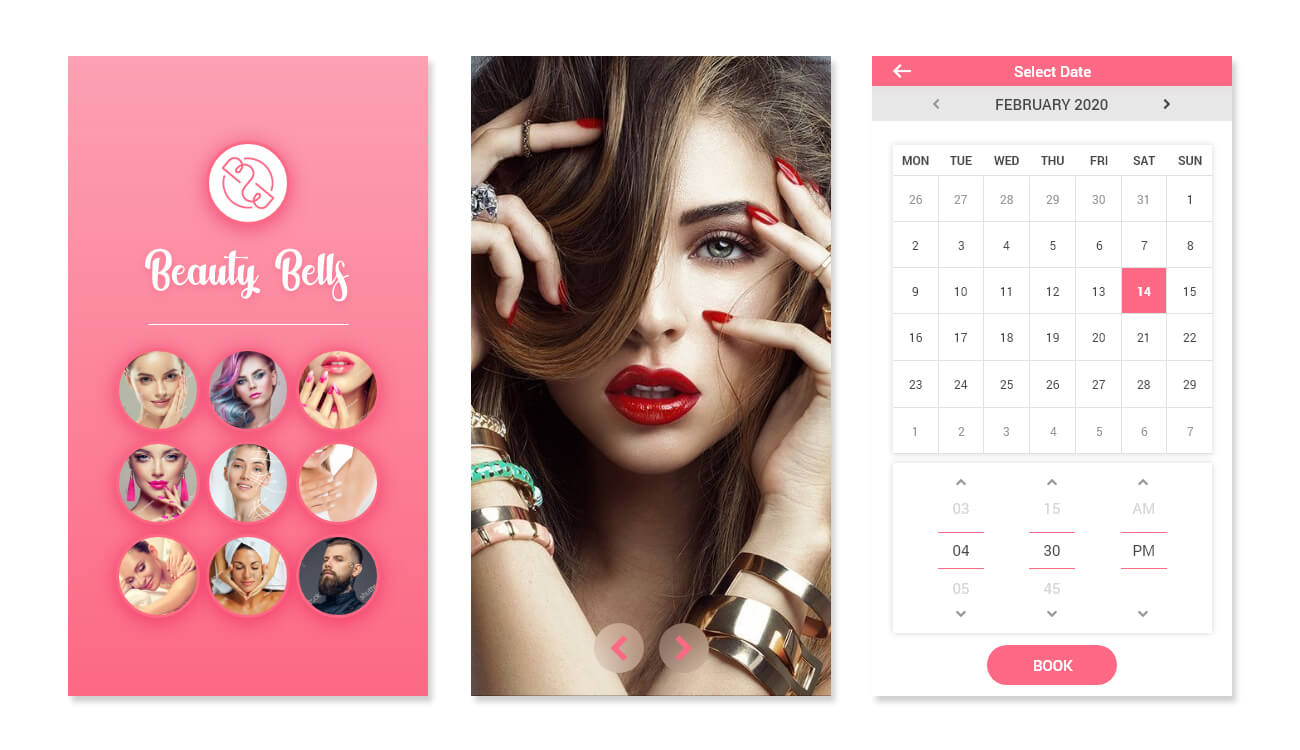 Beauty Bells
Select Date
FEBRUARY 2020
MON TUE WED THU FRI SAT SUN
26 27 28 29 30 31 1
2 3 4 5 6 7 8
9 10 11 12 13 14 15
16 17 18 19 20 21 22
23 24 25 26 27 28 29
1 2 3 4 5 6 7
03 15 AM
04 30 PM
05 45
BOOK